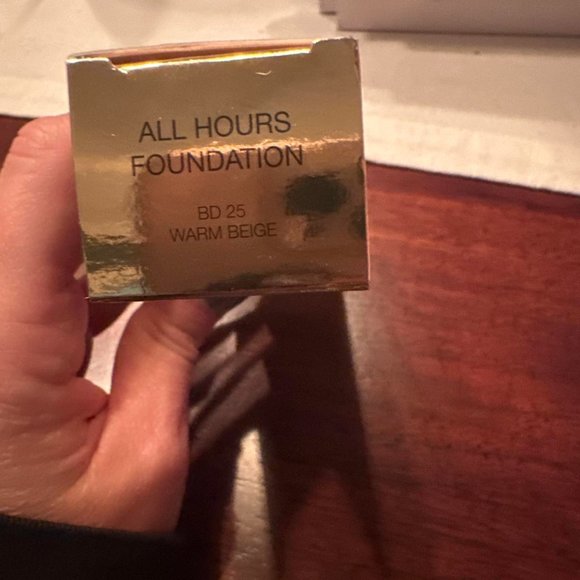 ALL HOURS
FOUNDATION
BD 25
WARM BEIGE